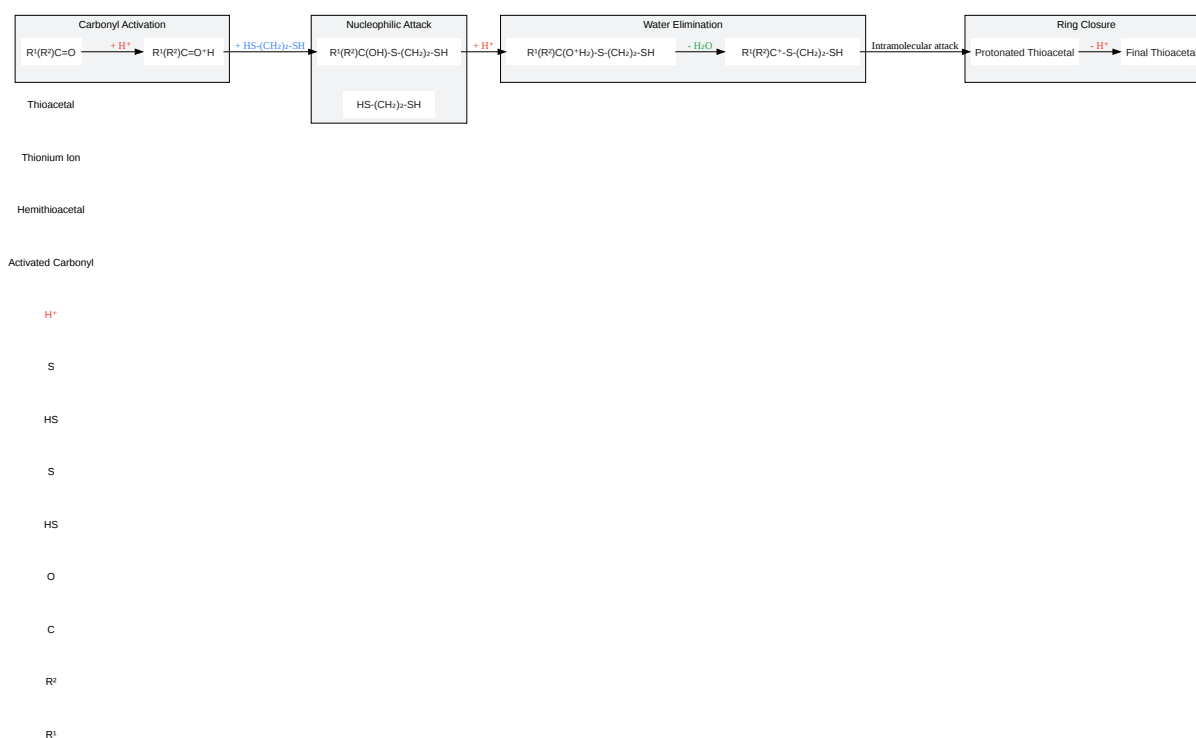 Carbonyl Activation
R¹(R²)C=O
+ H⁺
R¹(R²)C=O⁺H
+ HS-(CH₂)₂-SH
Nucleophilic Attack
R¹(R²)C(OH)-S-(CH₂)₂-SH
HS-(CH₂)₂-SH
+ H⁺
Water Elimination
R¹(R²)C(O⁺H₂)-S-(CH₂)₂-SH
- H₂O
R¹(R²)C⁺-S-(CH₂)₂-SH
Intramolecular attack
Ring Closure
Protonated Thioacetal
- H⁺
Final Thioacetal
Thioacetal
Thionium Ion
Hemithioacetal
Activated Carbonyl
H⁺
S
HS
S
HS
O
C
R²
R¹